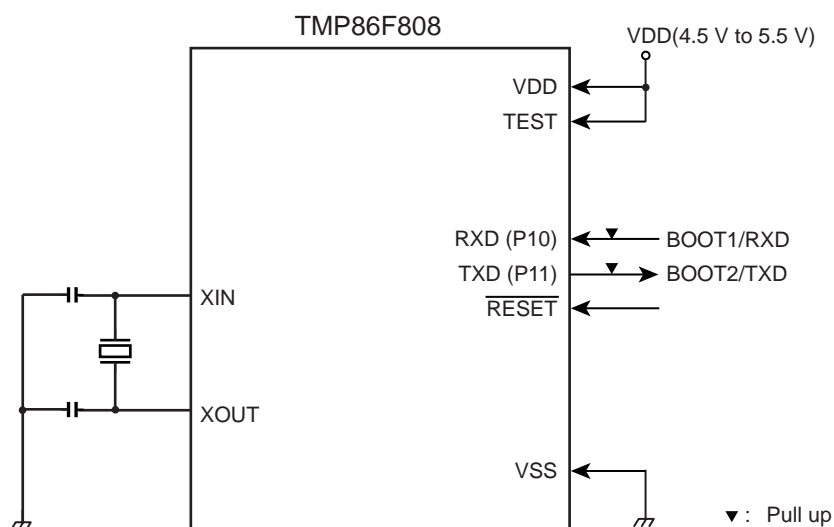 TMP86F808
VDD(4.5 V to 5.5 V)
VDD
TEST
RXD (P10)
BOOT1/RXD
TXD (P11)
BOOT2/TXD
RESET
XIN
XOUT
VSS
▼ : Pull up